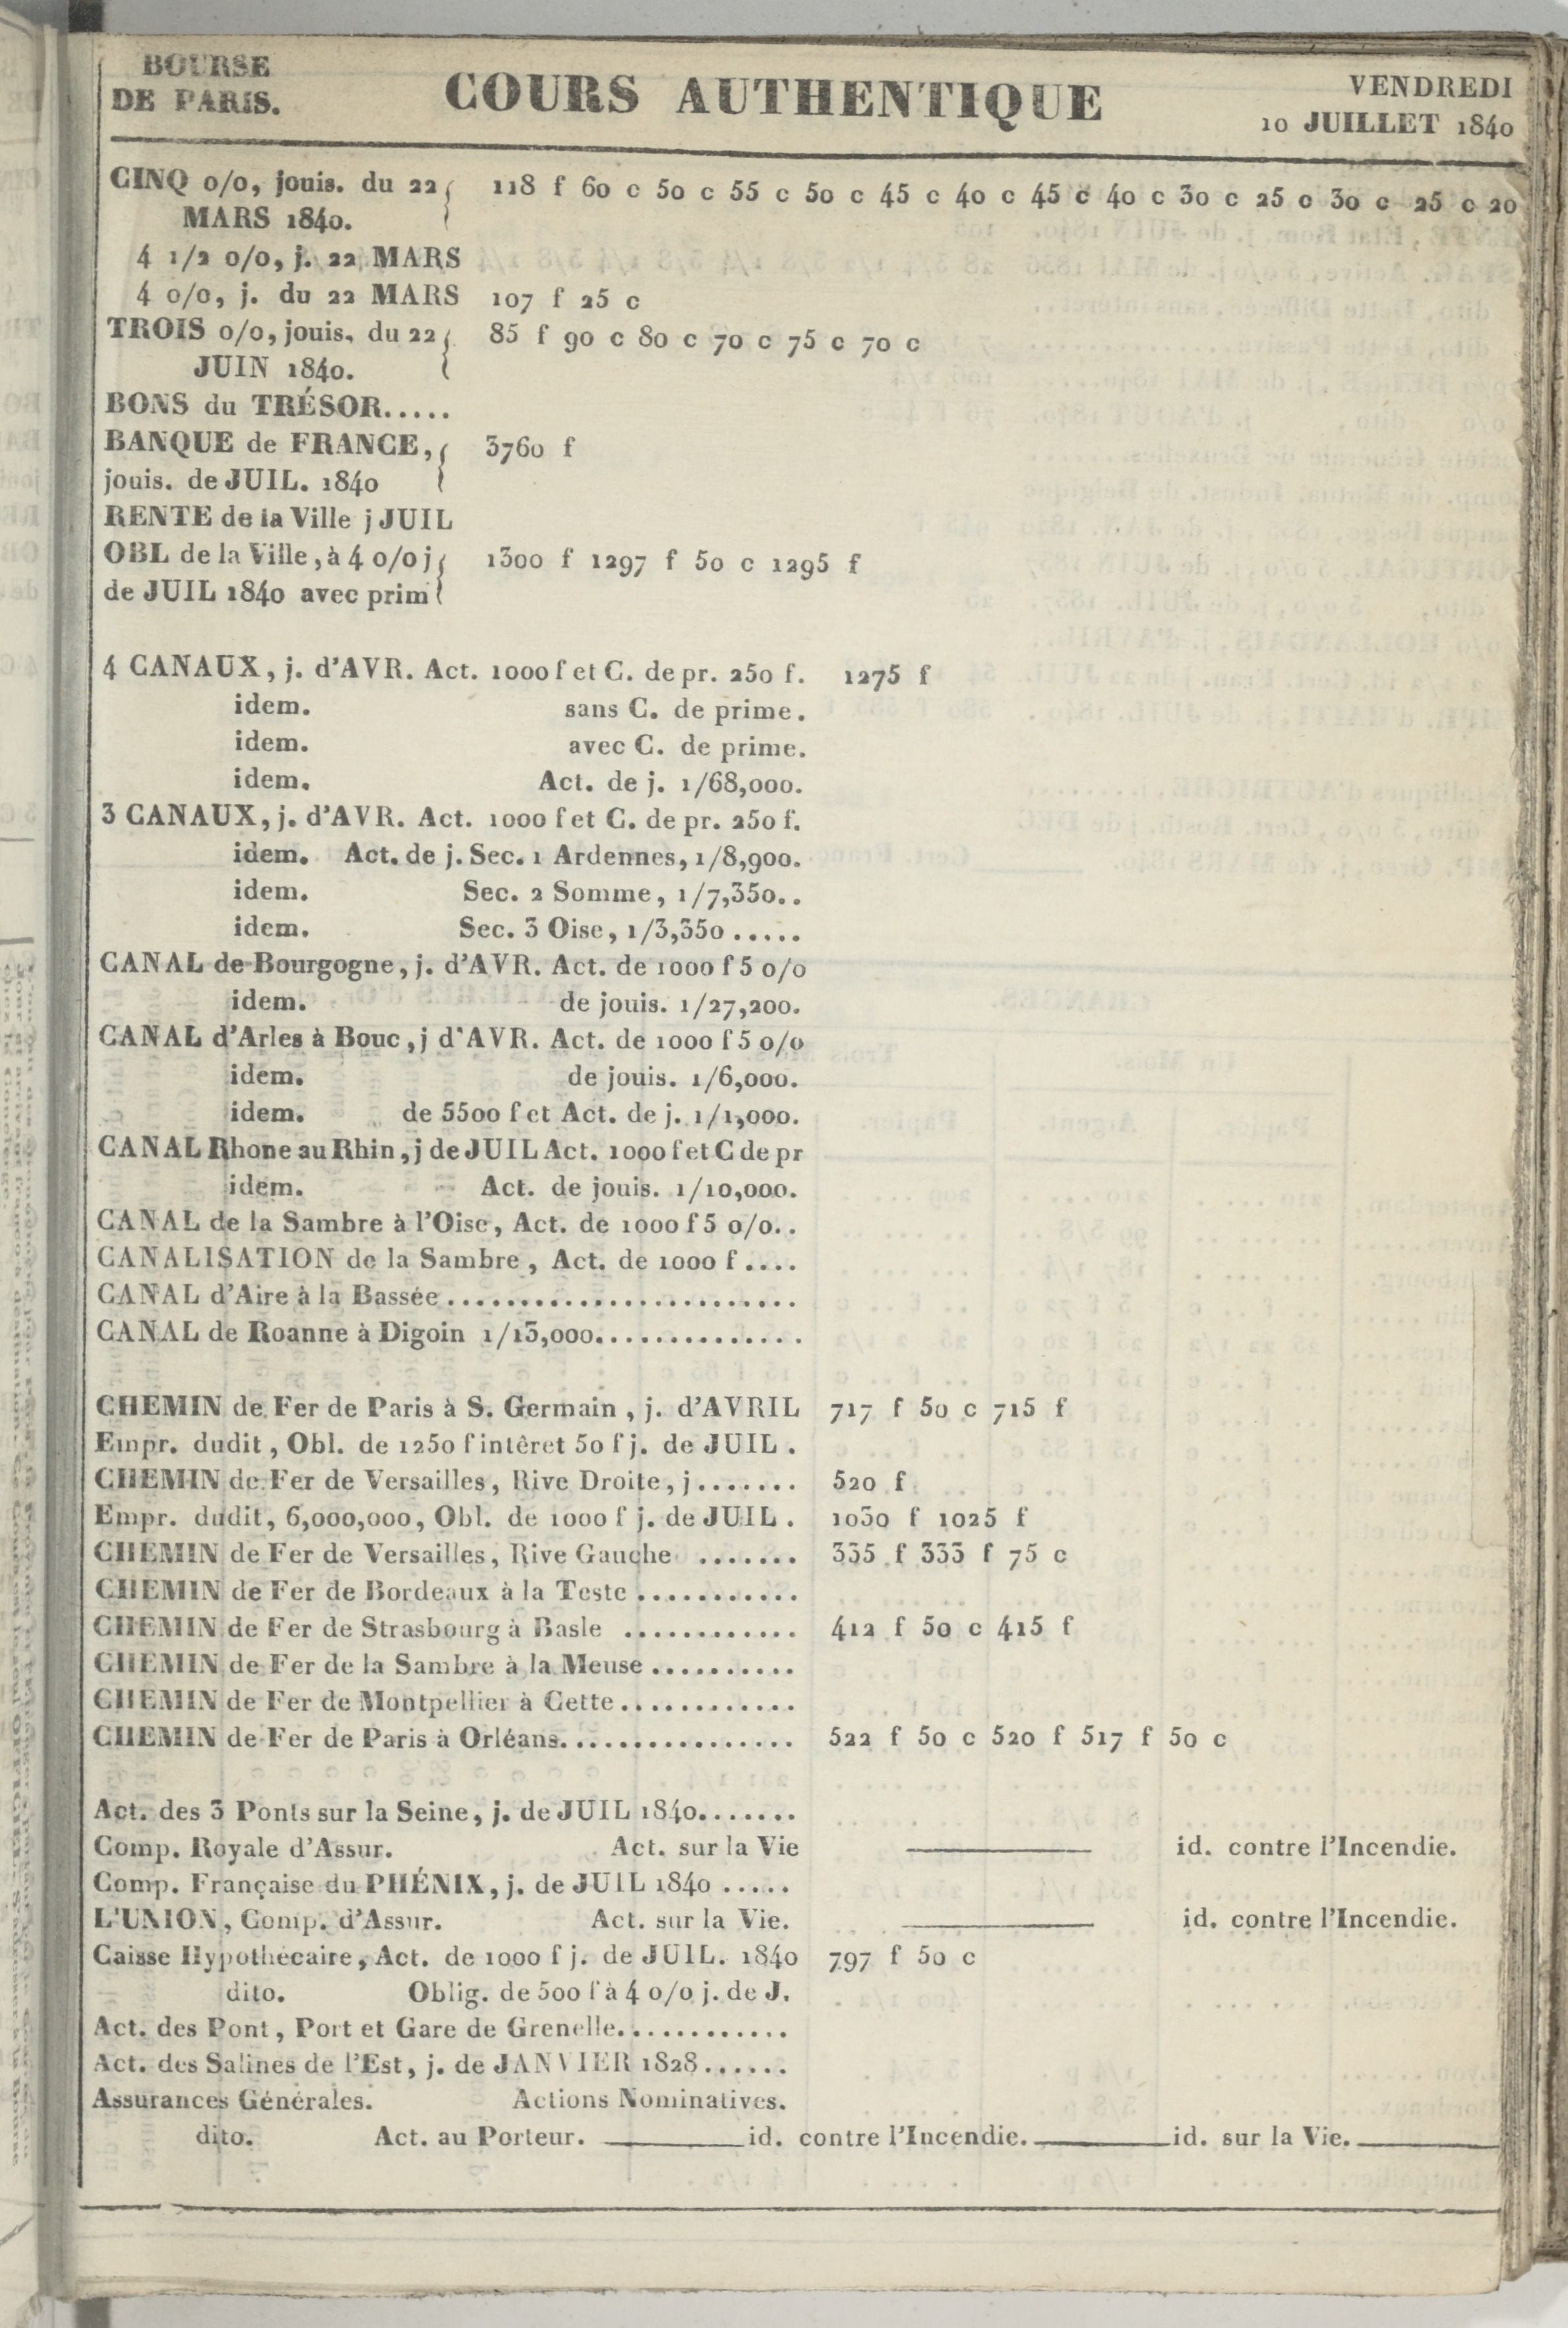 BOURSE
DE PARIS.
COURS AUTHENTIQUE
VENDREDI
10 JUILLET 1840
CINQ o/o, jouis. du 22 118 f 60 c 50 c 55 c 50 c 45 c 40 c 45 c 40 c 30 c 25 c 30 c 25 c 20
MARS 1840.
4 1/2 o/o, j. 22 MARS
4 o/o, j. du 22 MARS 107 f 25 c
TROIS o/o, jouis. du 22 85 f 90 c 80 c 70 c 75 c 70 c
JUIN 1840.
BONS du TRÉSOR.....
BANQUE de FRANCE, 3760 f
jouis. de JUIL. 1840
RENTE de la Ville j JUIL
OBL de la Ville, à 4 o/o j 1300 f 1297 f 50 c 1295 f
de JUIL 1840 avec prim
4 CANAUX, j. d'AVR. Act. 1000 f et C. de pr. 250 f. 1275 f
idem. sans C. de prime.
idem. avec C. de prime.
idem. Act. de j. 1/68,000.
3 CANAUX, j. d'AVR. Act. 1000 f et C. de pr. 250 f.
idem. Act. de j. Sec. 1 Ardennes, 1/8,900.
idem. Sec. 2 Somme, 1/7,350..
idem. Sec. 3 Oise, 1/3,350.....
CANAL de Bourgogne, j. d'AVR. Act. de 1000 f 5 o/o
idem. de jouis. 1/27,200.
CANAL d'Arles à Bouc, j d'AVR. Act. de 1000 f 5 o/o
idem. de jouis. 1/6,000.
idem. de 5500 f et Act. de j. 1/1,000.
CANAL Rhone au Rhin, j de JUIL Act. 1000 f et C de pr
idem. Act. de jouis. 1/10,000.
CANAL de la Sambre à l'Oise, Act. de 1000 f 5 o/o..
CANALISATION de la Sambre, Act. de 1000 f....
CANAL d'Aire à la Bassée........................
CANAL de Roanne à Digoin 1/13,000..............
CHEMIN de Fer de Paris à S. Germain, j. d'AVRIL 717 f 50 c 715 f
Empr. dudit, Obl. de 1250 f intêret 50 f j. de JUIL.
CHEMIN de Fer de Versailles, Rive Droite, j....... 520 f
Empr. dudit, 6,000,000, Obl. de 1000 f j. de JUIL. 1030 f 1025 f
CHEMIN de Fer de Versailles, Rive Gauche ....... 335 f 333 f 75 c
CHEMIN de Fer de Bordeaux à la Teste...........
CHEMIN de Fer de Strasbourg à Basle ............ 412 f 50 c 415 f
CHEMIN de Fer de la Sambre à la Meuse..........
CHEMIN de Fer de Montpellier à Cette............
CHEMIN de Fer de Paris à Orléans................ 522 f 50 c 520 f 517 f 50 c
Act. des 3 Ponts sur la Seine, j. de JUIL 1840.......
Comp. Royale d'Assur. Act. sur la Vie id. contre l'Incendie.
Comp. Française du PHÉNIX, j. de JUIL 1840.....
L'UNION, Comp. d'Assur. Act. sur la Vie. id. contre l'Incendie.
Caisse Hypothécaire, Act. de 1000 f j. de JUIL. 1840 797 f 50 c
dito. Oblig. de 500 f à 4 o/o j. de J.
Act. des Pont, Port et Gare de Grenelle............
Act. des Salines de l'Est, j. de JANVIER 1828......
Assurances Générales. Actions Nominatives.
dito. Act. au Porteur. id. contre l'Incendie. id. sur la Vie.